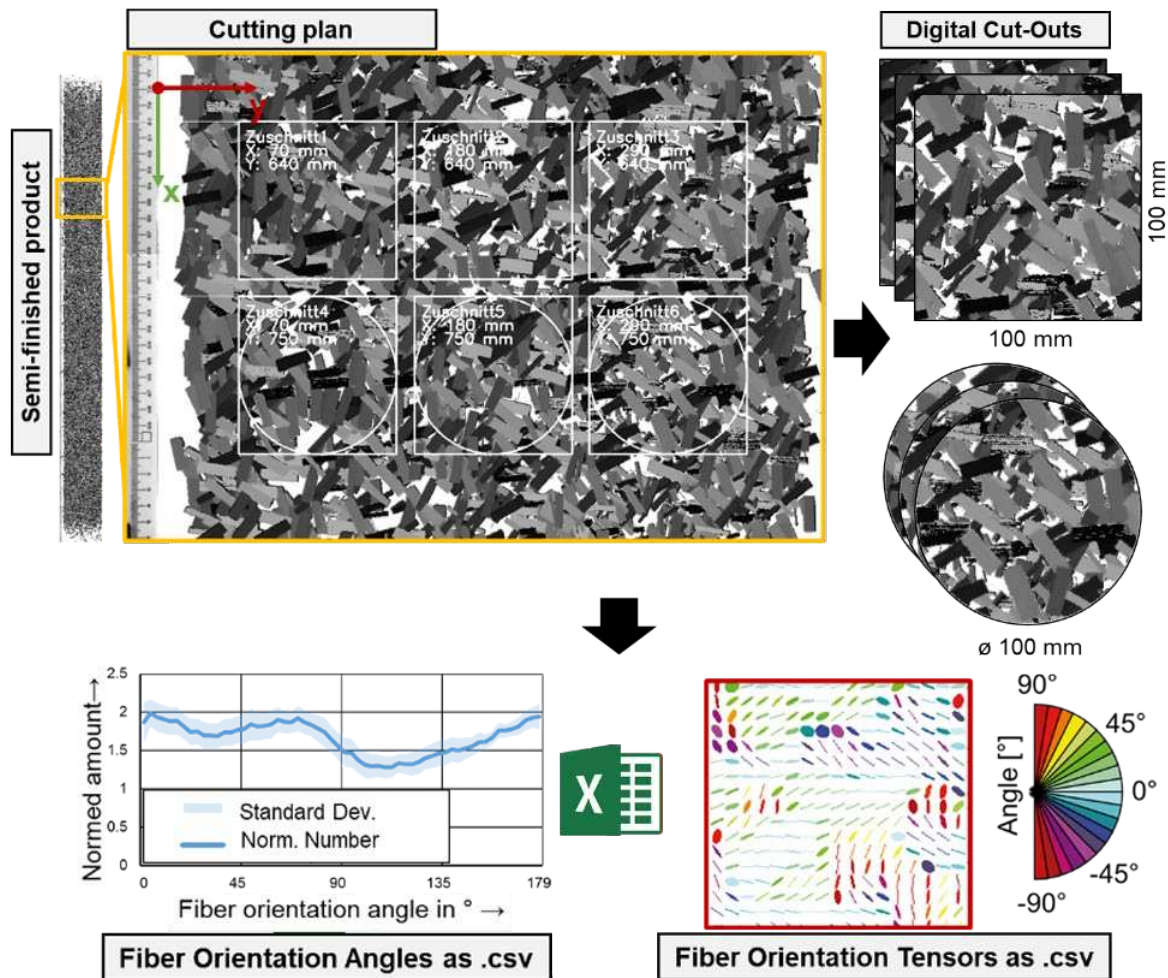 Cutting plan
Digital Cut-Outs
Semi-finished product
y
x
Zuschnitt1
X: 70 mm
Y: 640 mm
Zuschnitt2
X: 180 mm
Y: 640 mm
Zuschnitt3
X: 290 mm
Y: 640 mm
Zuschnitt4
X: 70 mm
Y: 750 mm
Zuschnitt5
X: 180 mm
Y: 750 mm
Zuschnitt6
X: 290 mm
Y: 750 mm
100 mm
100 mm
ø 100 mm
Normed amount→
2.5
2
1.5
1
0.5
0
Standard Dev.
Norm. Number
0
45
90
135
179
Fiber orientation angle in ° →
Fiber Orientation Angles as .csv
X
Angle [°]
90°
45°
0°
-45°
-90°
Fiber Orientation Tensors as .csv